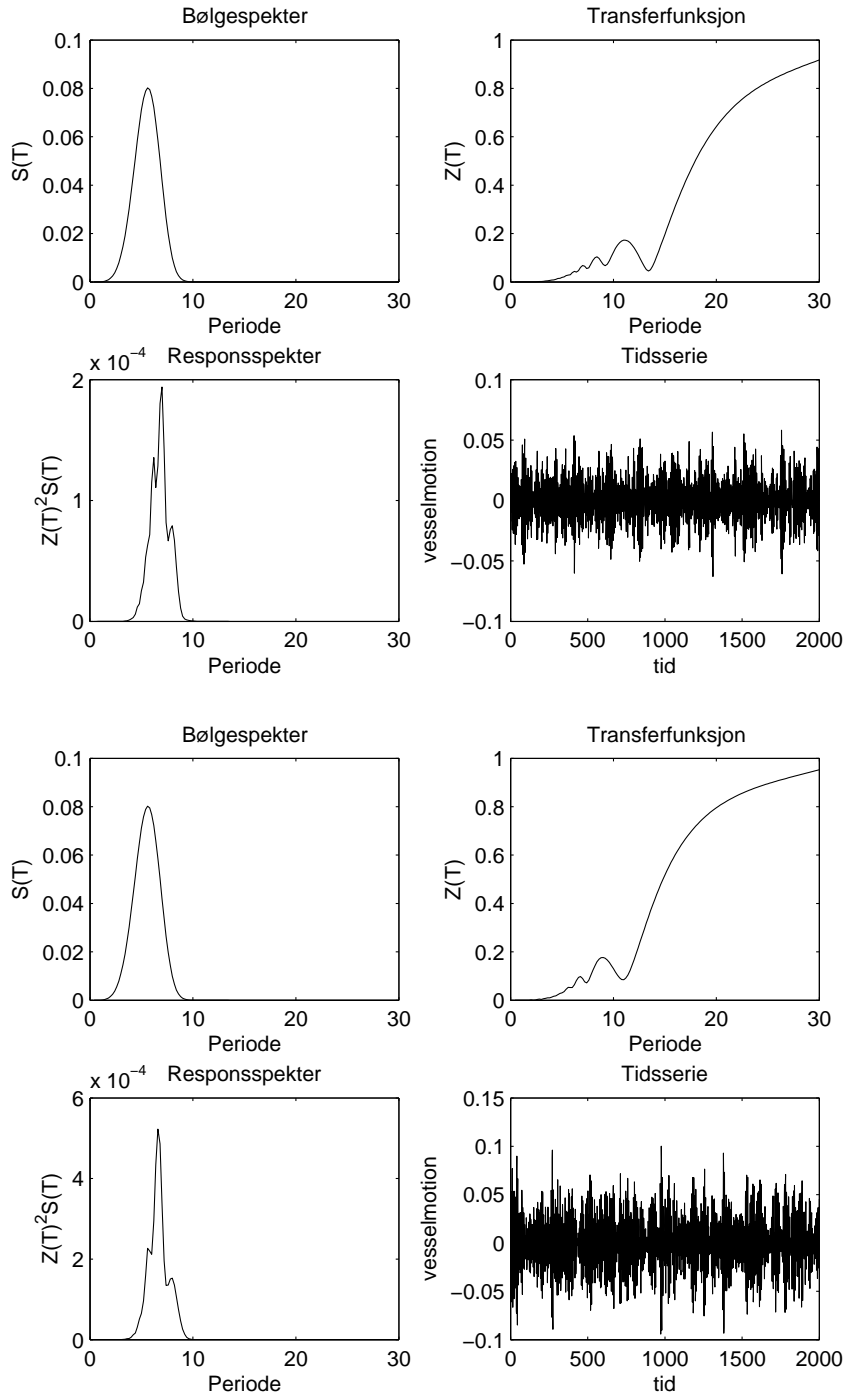 Bølgespekter
Transferfunksjon
0.1
0.08
0.06
0.04
0.02
0
S(T)
0 10 20 30
Periode
1
0.8
0.6
0.4
0.2
0
Z(T)
0 10 20 30
Periode
x 10−4
Responsspekter
Tidsserie
2
1
0
Z(T)2S(T)
0 10 20 30
Periode
0.1
0.05
0
−0.05
−0.1
vesselmotion
0 500 1000 1500 2000
tid
Bølgespekter
Transferfunksjon
0.1
0.08
0.06
0.04
0.02
0
S(T)
0 10 20 30
Periode
1
0.8
0.6
0.4
0.2
0
Z(T)
0 10 20 30
Periode
x 10−4
Responsspekter
Tidsserie
6
4
2
0
Z(T)2S(T)
0 10 20 30
Periode
0.15
0.1
0.05
0
−0.05
−0.1
vesselmotion
0 500 1000 1500 2000
tid